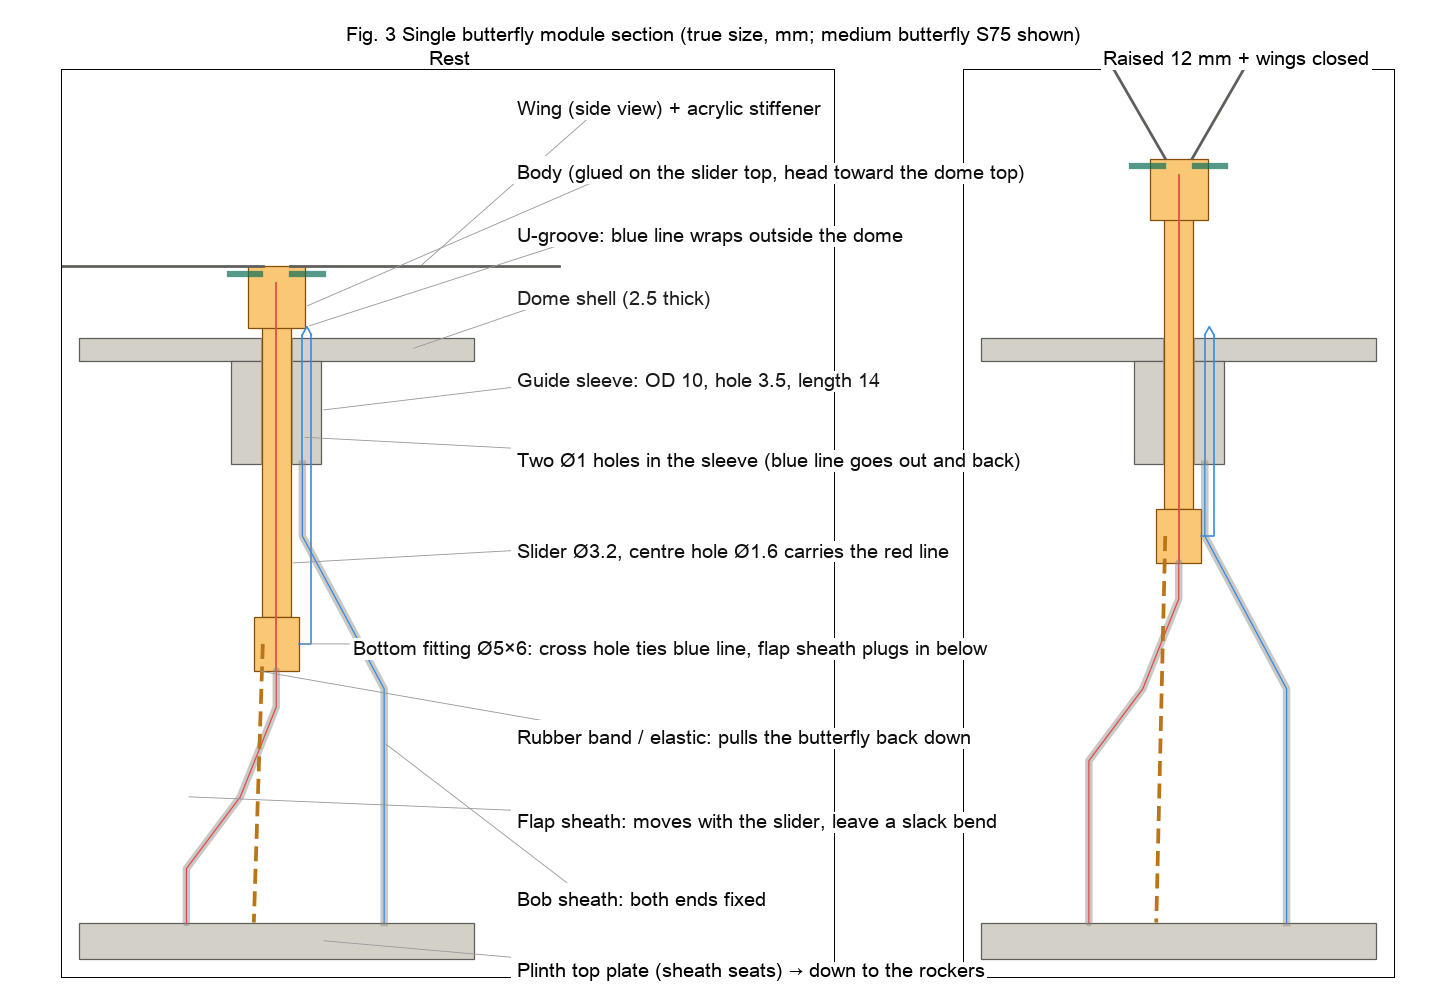 Fig. 3 Single butterfly module section (true size, mm; medium butterfly S75 shown)
Rest
Raised 12 mm + wings closed
Wing (side view) + acrylic stiffener
Body (glued on the slider top, head toward the dome top)
U-groove: blue line wraps outside the dome
Dome shell (2.5 thick)
Guide sleeve: OD 10, hole 3.5, length 14
Two Ø1 holes in the sleeve (blue line goes out and back)
Slider Ø3.2, centre hole Ø1.6 carries the red line
Bottom fitting Ø5×6: cross hole ties blue line, flap sheath plugs in below
Rubber band / elastic: pulls the butterfly back down
Flap sheath: moves with the slider, leave a slack bend
Bob sheath: both ends fixed
Plinth top plate (sheath seats) → down to the rockers